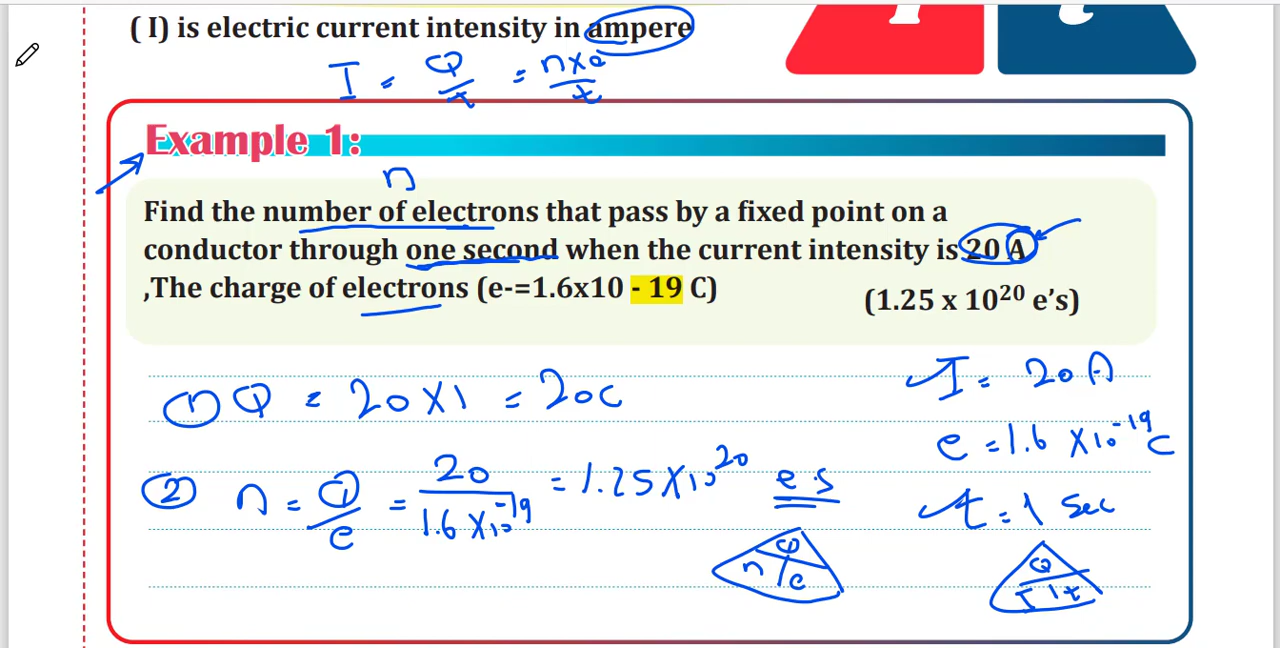 ( I) is electric current intensity in ampere
I = Q/t = n×e/t
Example 1:
n
Find the number of electrons that pass by a fixed point on a
conductor through one second when the current intensity is 20 A
,The charge of electrons (e-=1.6x10 - 19 C)
(1.25 x 10²⁰ e's)
I = 20 A
① Q = 20 × 1 = 20 C
e = 1.6 × 10⁻¹⁹ C
② n = Q/e = 20/1.6 × 10⁻¹⁹ = 1.25 × 10²⁰ e's
t = 1 sec
Q
n e
Q
I t